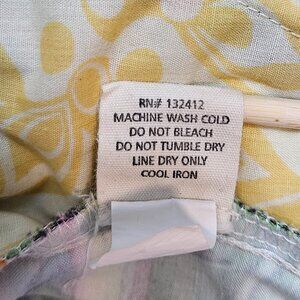 RN# 132412
MACHINE WASH COLD
DO NOT BLEACH
DO NOT TUMBLE DRY
LINE DRY ONLY
COOL IRON